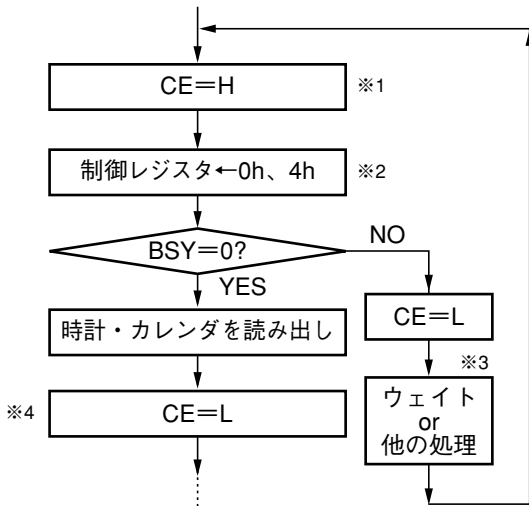 CE＝H ※1
制御レジスタ←0h、4h ※2
BSY＝0?
NO
YES
時計・カレンダを読み出し
CE＝L
※3
※4
CE＝L
ウェイト
or
他の処理